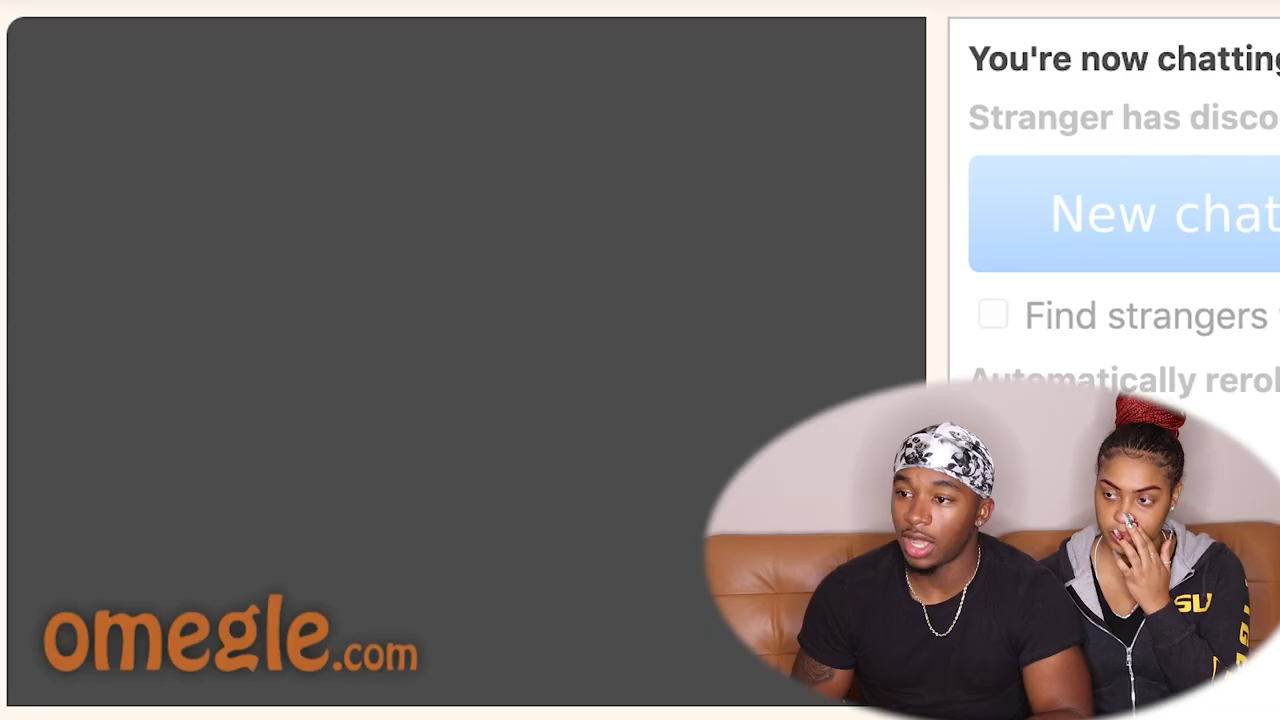 You're now chatting
Stranger has disco
New chat
Find strangers
Automatically rerol
omegle.com
SU